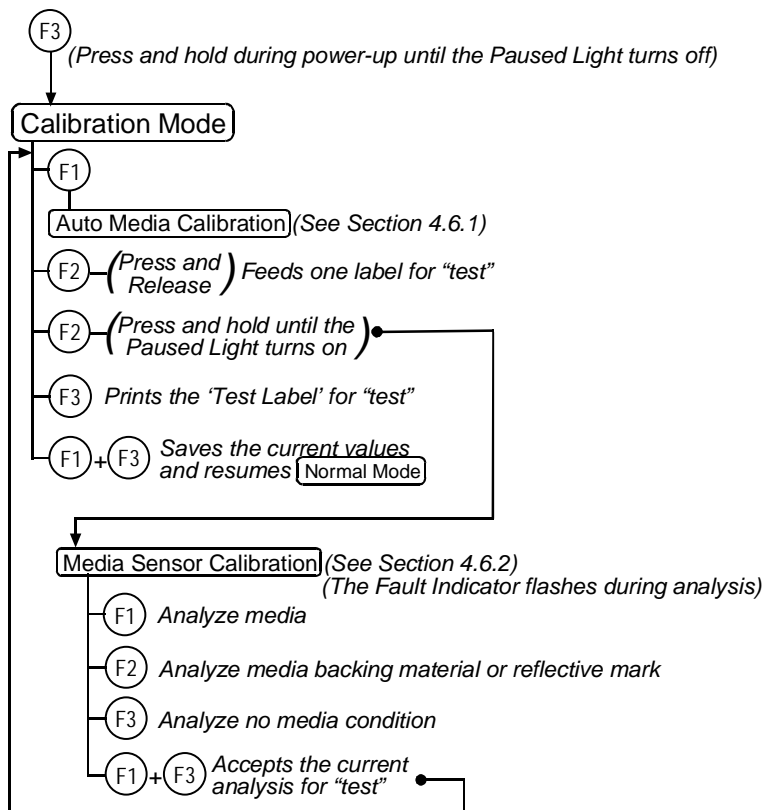 F3
(Press and hold during power-up until the Paused Light turns off)
Calibration Mode
F1
Auto Media Calibration (See Section 4.6.1)
F2 (Press and Release) Feeds one label for “test”
F2 (Press and hold until the
Paused Light turns on)
F3 Prints the ‘Test Label’ for “test”
F1 + F3 Saves the current values
and resumes Normal Mode
Media Sensor Calibration (See Section 4.6.2)
(The Fault Indicator flashes during analysis)
F1 Analyze media
F2 Analyze media backing material or reflective mark
F3 Analyze no media condition
F1 + F3 Accepts the current
analysis for “test”